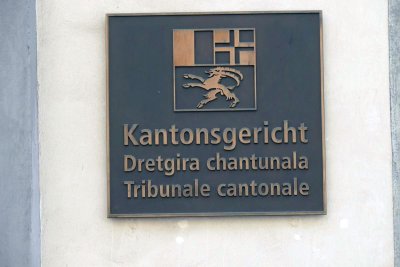 Kantonsgericht
Dretgira chantunala
Tribunale cantonale